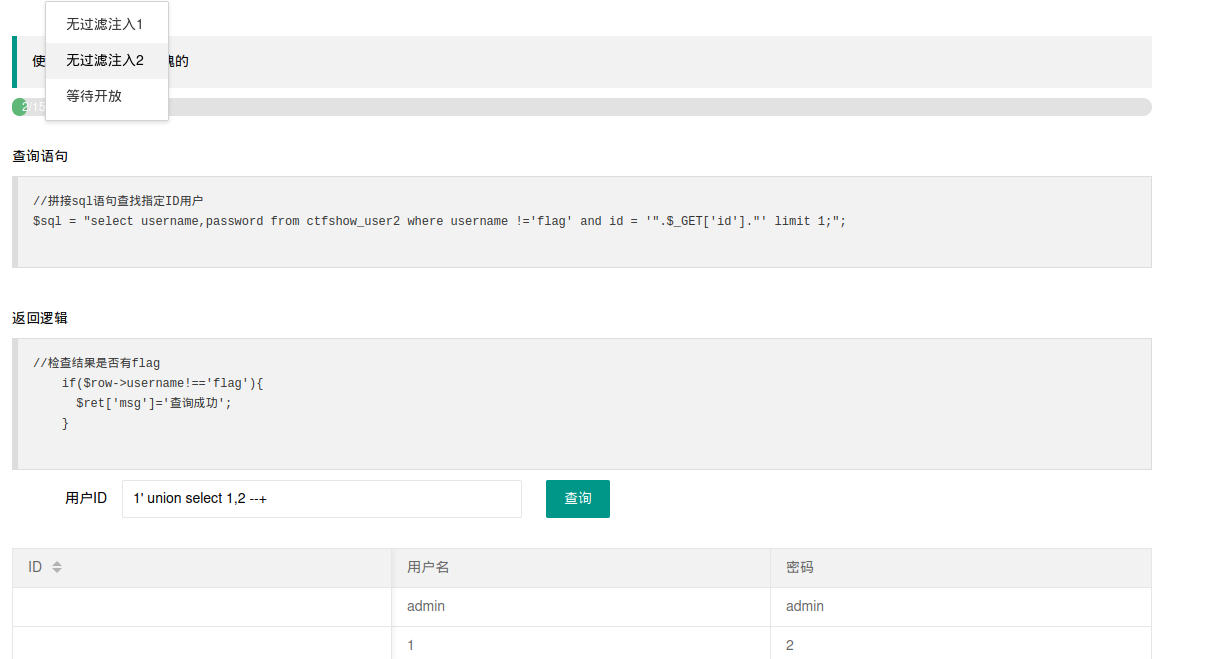 无过滤注入1
使
无过滤注入2
的
等待开放
2/15
查询语句
//拼接sql语句查找指定ID用户
$sql = "select username,password from ctfshow_user2 where username !='flag' and id = '".$_GET['id']."' limit 1;";
返回逻辑
//检查结果是否有flag
if($row->username!=='flag'){
$ret['msg']='查询成功';
}
用户ID
1' union select 1,2 --+
查询
ID
用户名
密码
admin
admin
1
2